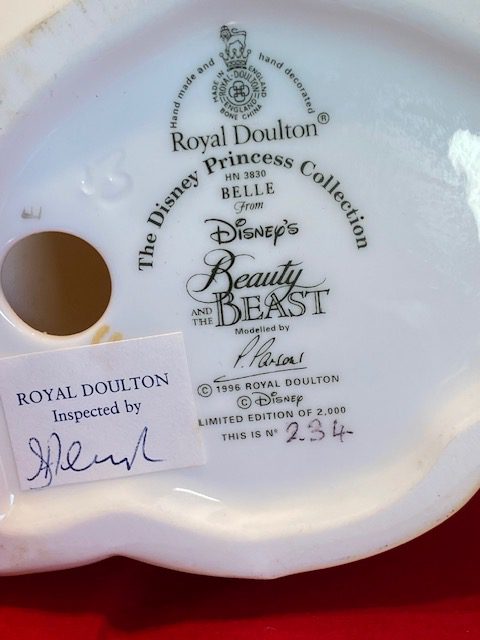 Hand made and hand decorated
MADE IN ENGLAND
ROYAL·DOULTON
ENGLAND
BONE CHINA
Royal Doulton®
The Disney Princess Collection
HN 3830
BELLE
From
Disney's
Beauty
AND THE BEAST
Modelled by
P. Parsons
© 1996 ROYAL DOULTON
© Disney
LIMITED EDITION OF 2,000
THIS IS Nº 234
E
13
ROYAL DOULTON
Inspected by